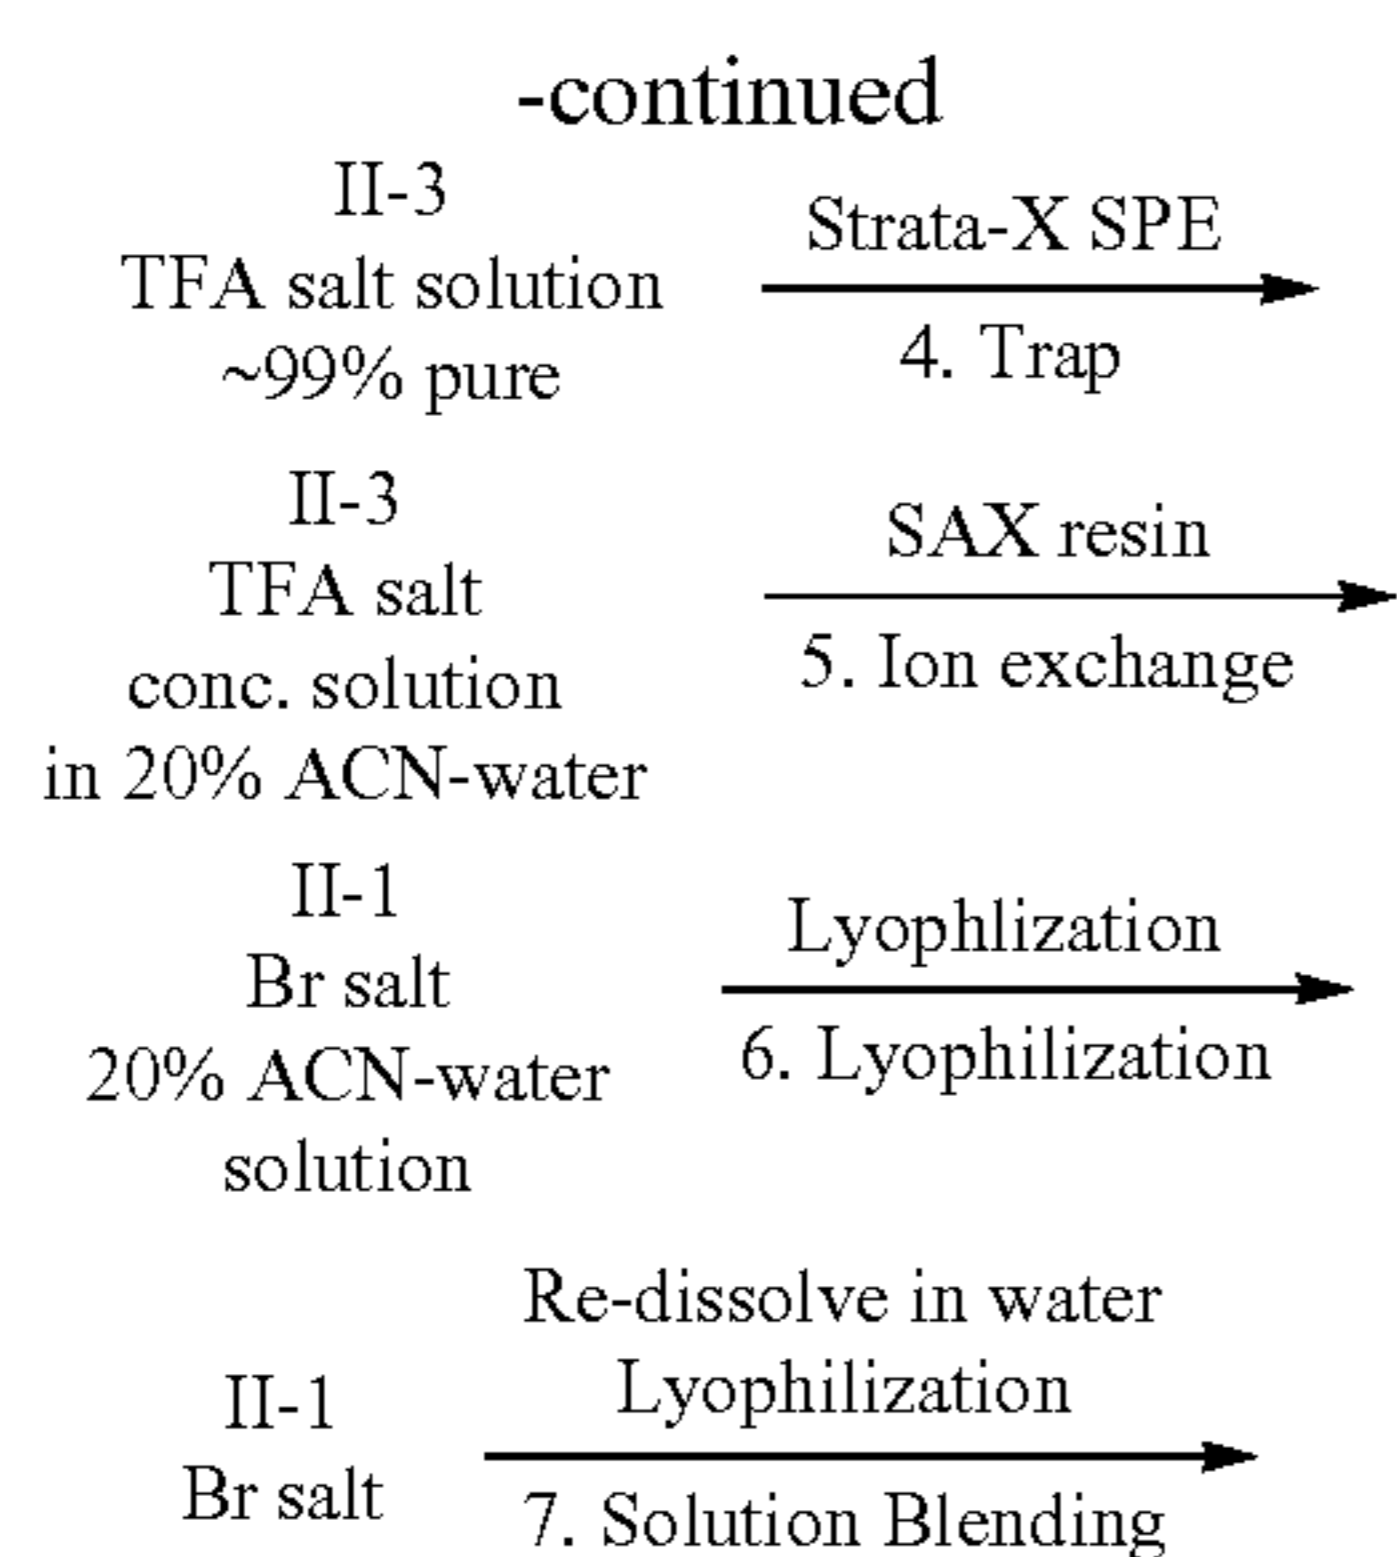 -continued
II-3
TFA salt solution
~99% pure
Strata-X SPE
4. Trap
II-3
TFA salt
conc. solution
in 20% ACN-water
SAX resin
5. Ion exchange
II-1
Br salt
20% ACN-water
solution
Lyophlization
6. Lyophilization
II-1
Br salt
Re-dissolve in water
Lyophilization
7. Solution Blending